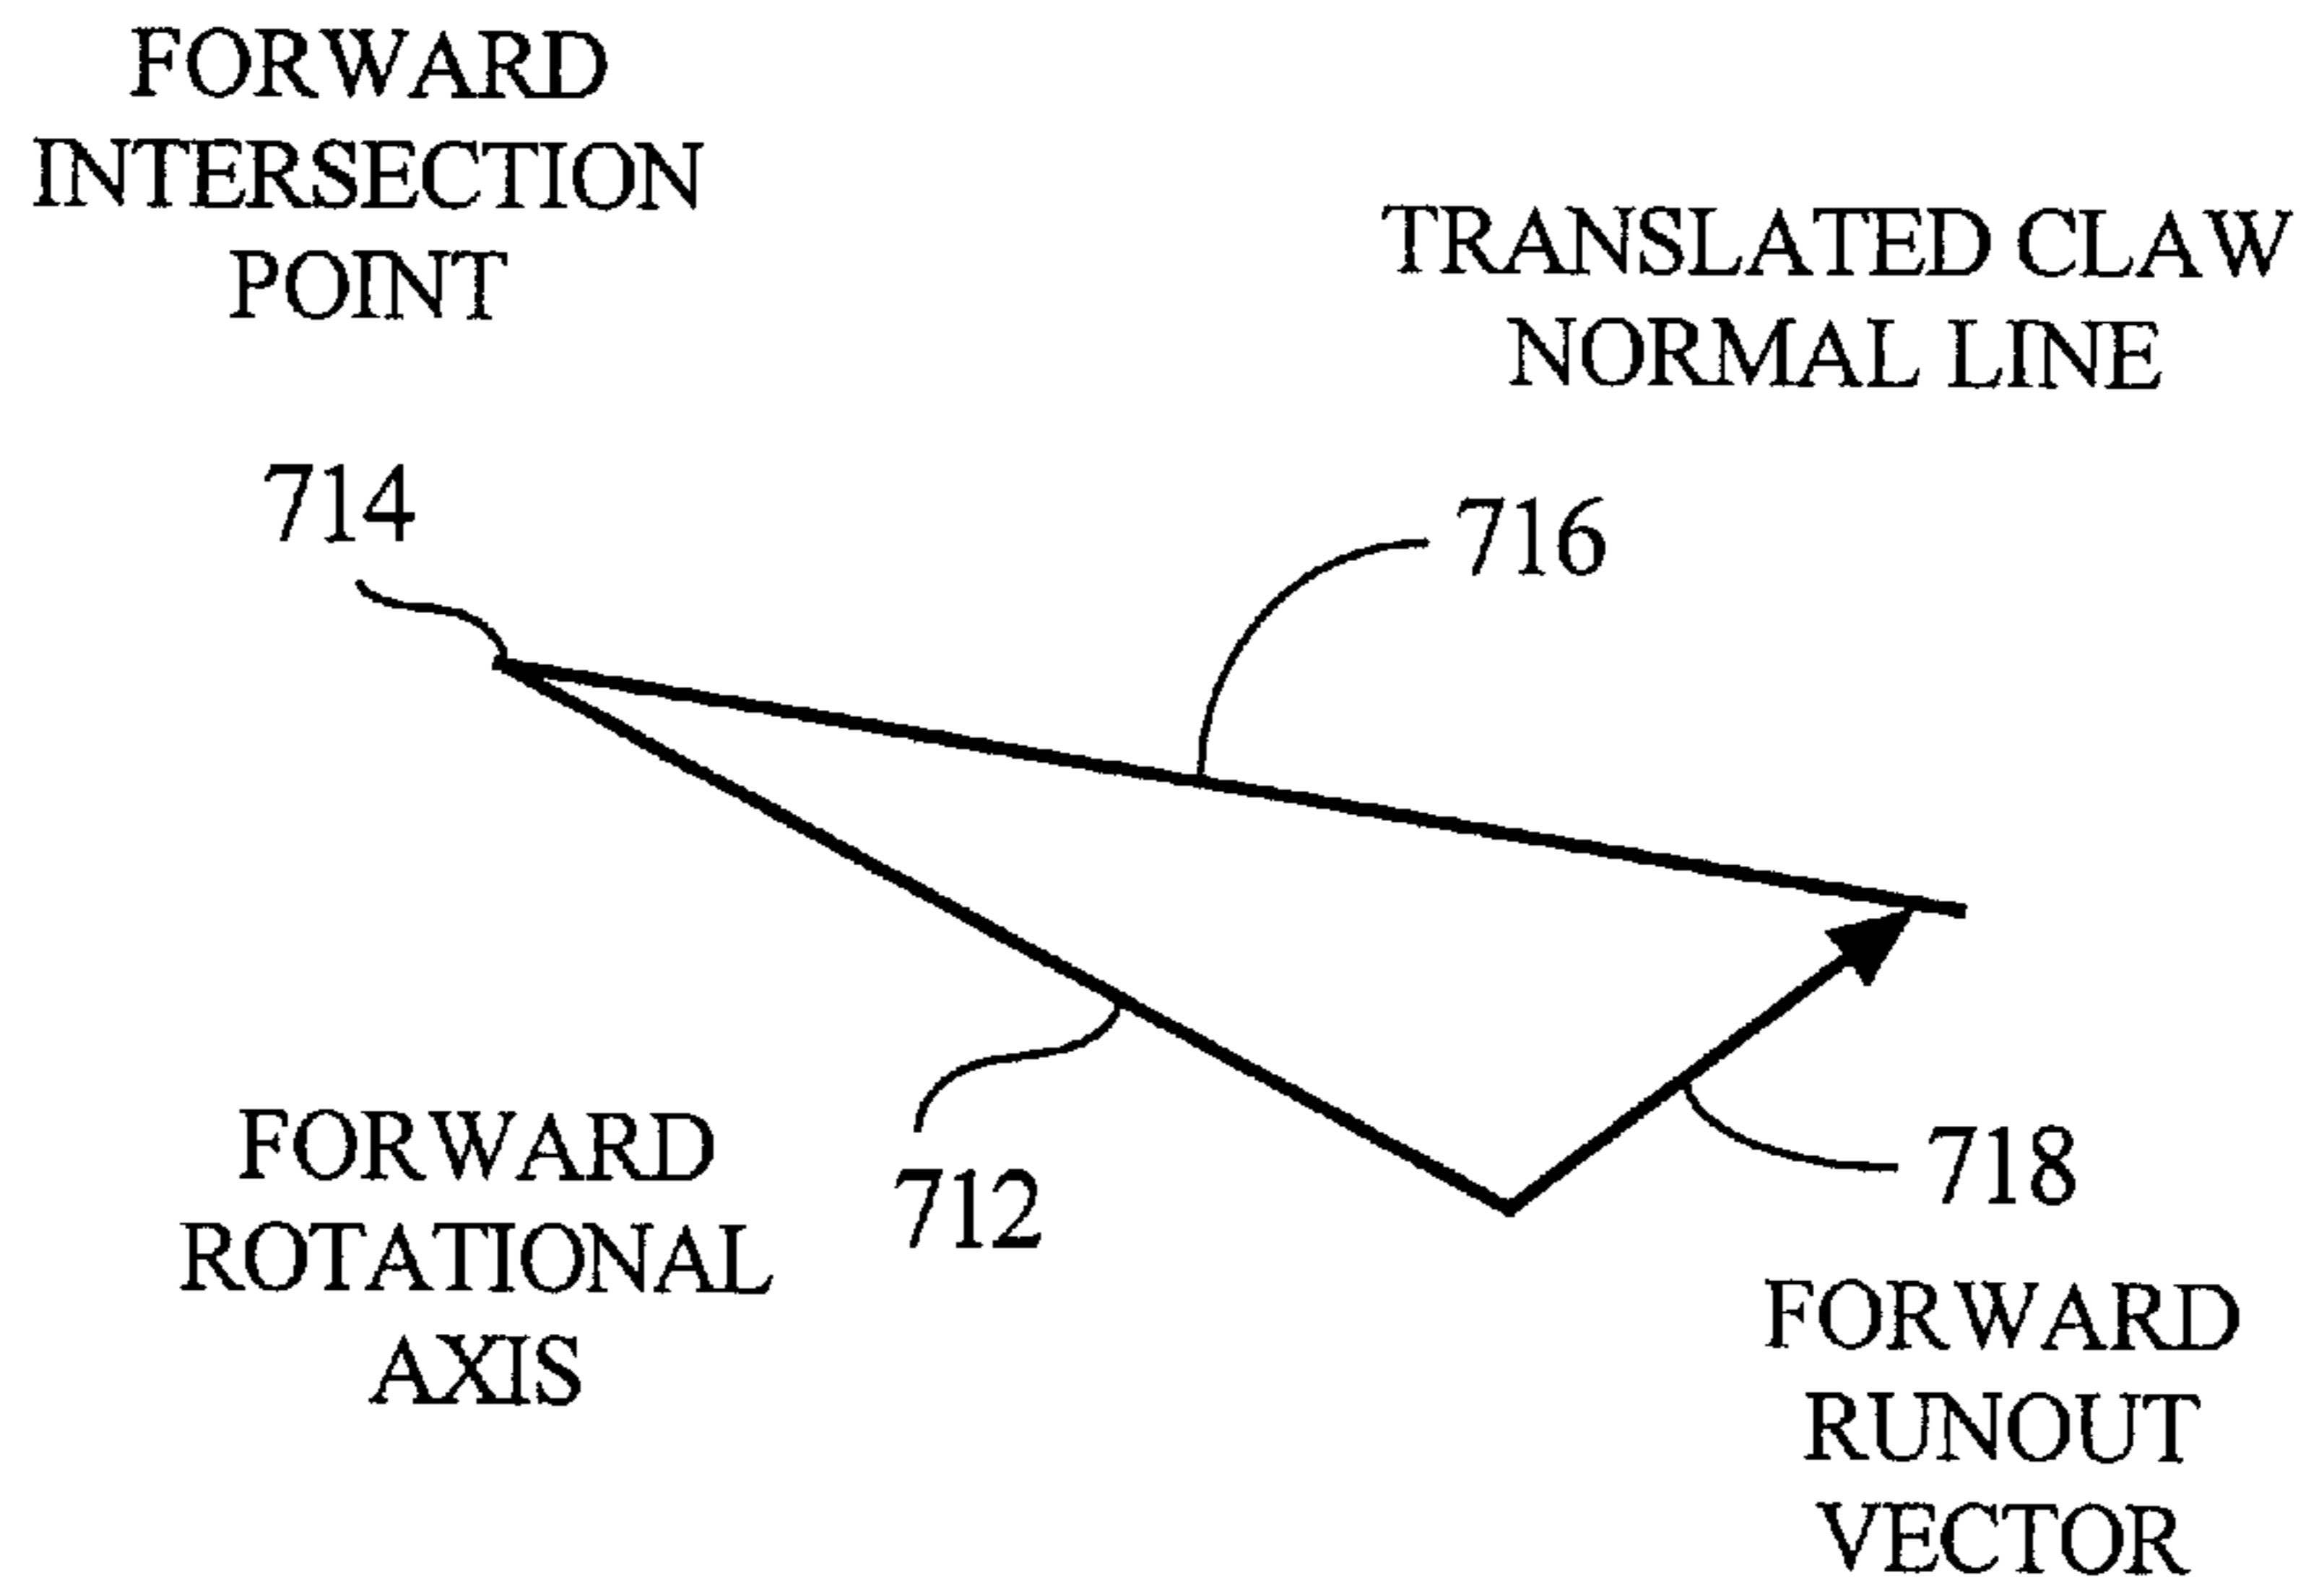 FORWARD
INTERSECTION
POINT
714
TRANSLATED CLAW
NORMAL LINE
716
FORWARD
ROTATIONAL
AXIS
712
718
FORWARD
RUNOUT
VECTOR